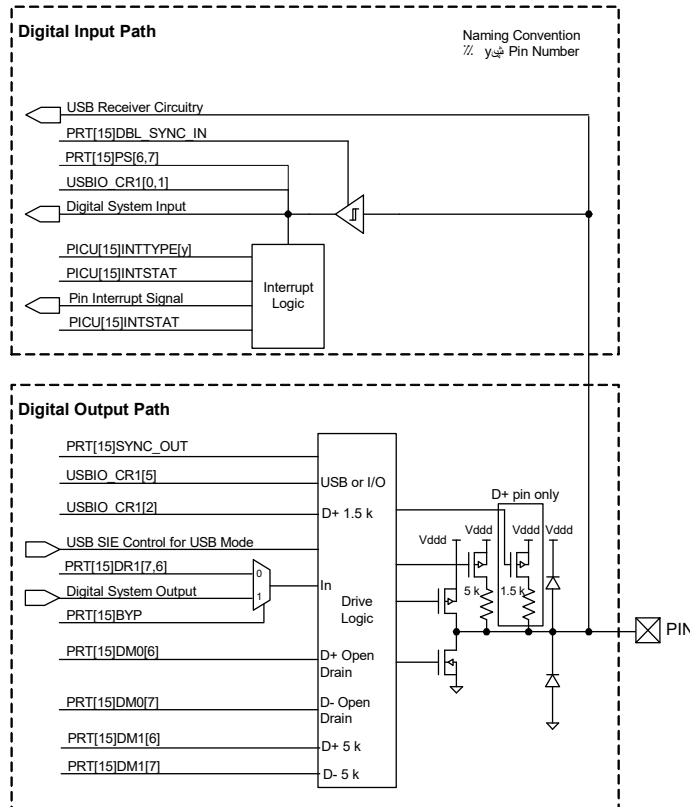 Digital Input Path
Naming Convention
Pin Number
USB Receiver Circuitry
PRT[15]DBL_SYNC_IN
PRT[15]PS[6,7]
USBIO_CR1[0,1]
Digital System Input
PICU[15]INTTYPE[y]
PICU[15]INTSTAT
Pin Interrupt Signal
PICU[15]INTSTAT
Interrupt
Logic
Digital Output Path
PRT[15]SYNC_OUT
USBIO_CR1[5]
USB or I/O
USBIO_CR1[2]
D+ 1.5 k
D+ pin only
Vddd
Vddd
Vddd
Vddd
USB SIE Control for USB Mode
PRT[15]DR1[7,6]
0
Digital System Output
1
In
PRT[15]BYP
Drive
Logic
5 k
1.5 k
PIN
PRT[15]DM0[6]
D+ Open
Drain
PRT[15]DM0[7]
D- Open
Drain
PRT[15]DM1[6]
D+ 5 k
PRT[15]DM1[7]
D- 5 k